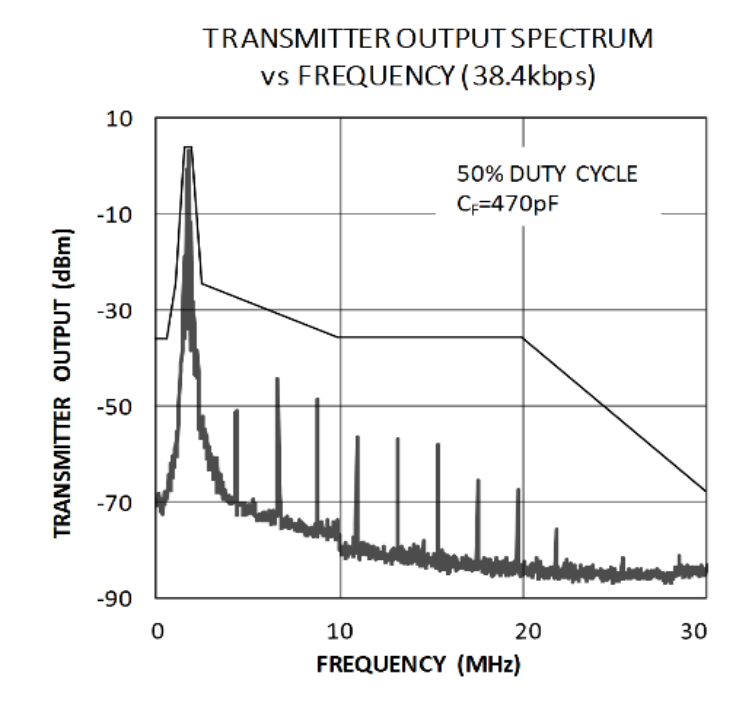 TRANSMITTER OUTPUT SPECTRUM
vs FREQUENCY (38.4kbps)
10
50% DUTY CYCLE
CF=470pF
-10
-30
-50
-70
-90
TRANSMITTER OUTPUT (dBm)
0 10 20 30
FREQUENCY (MHz)